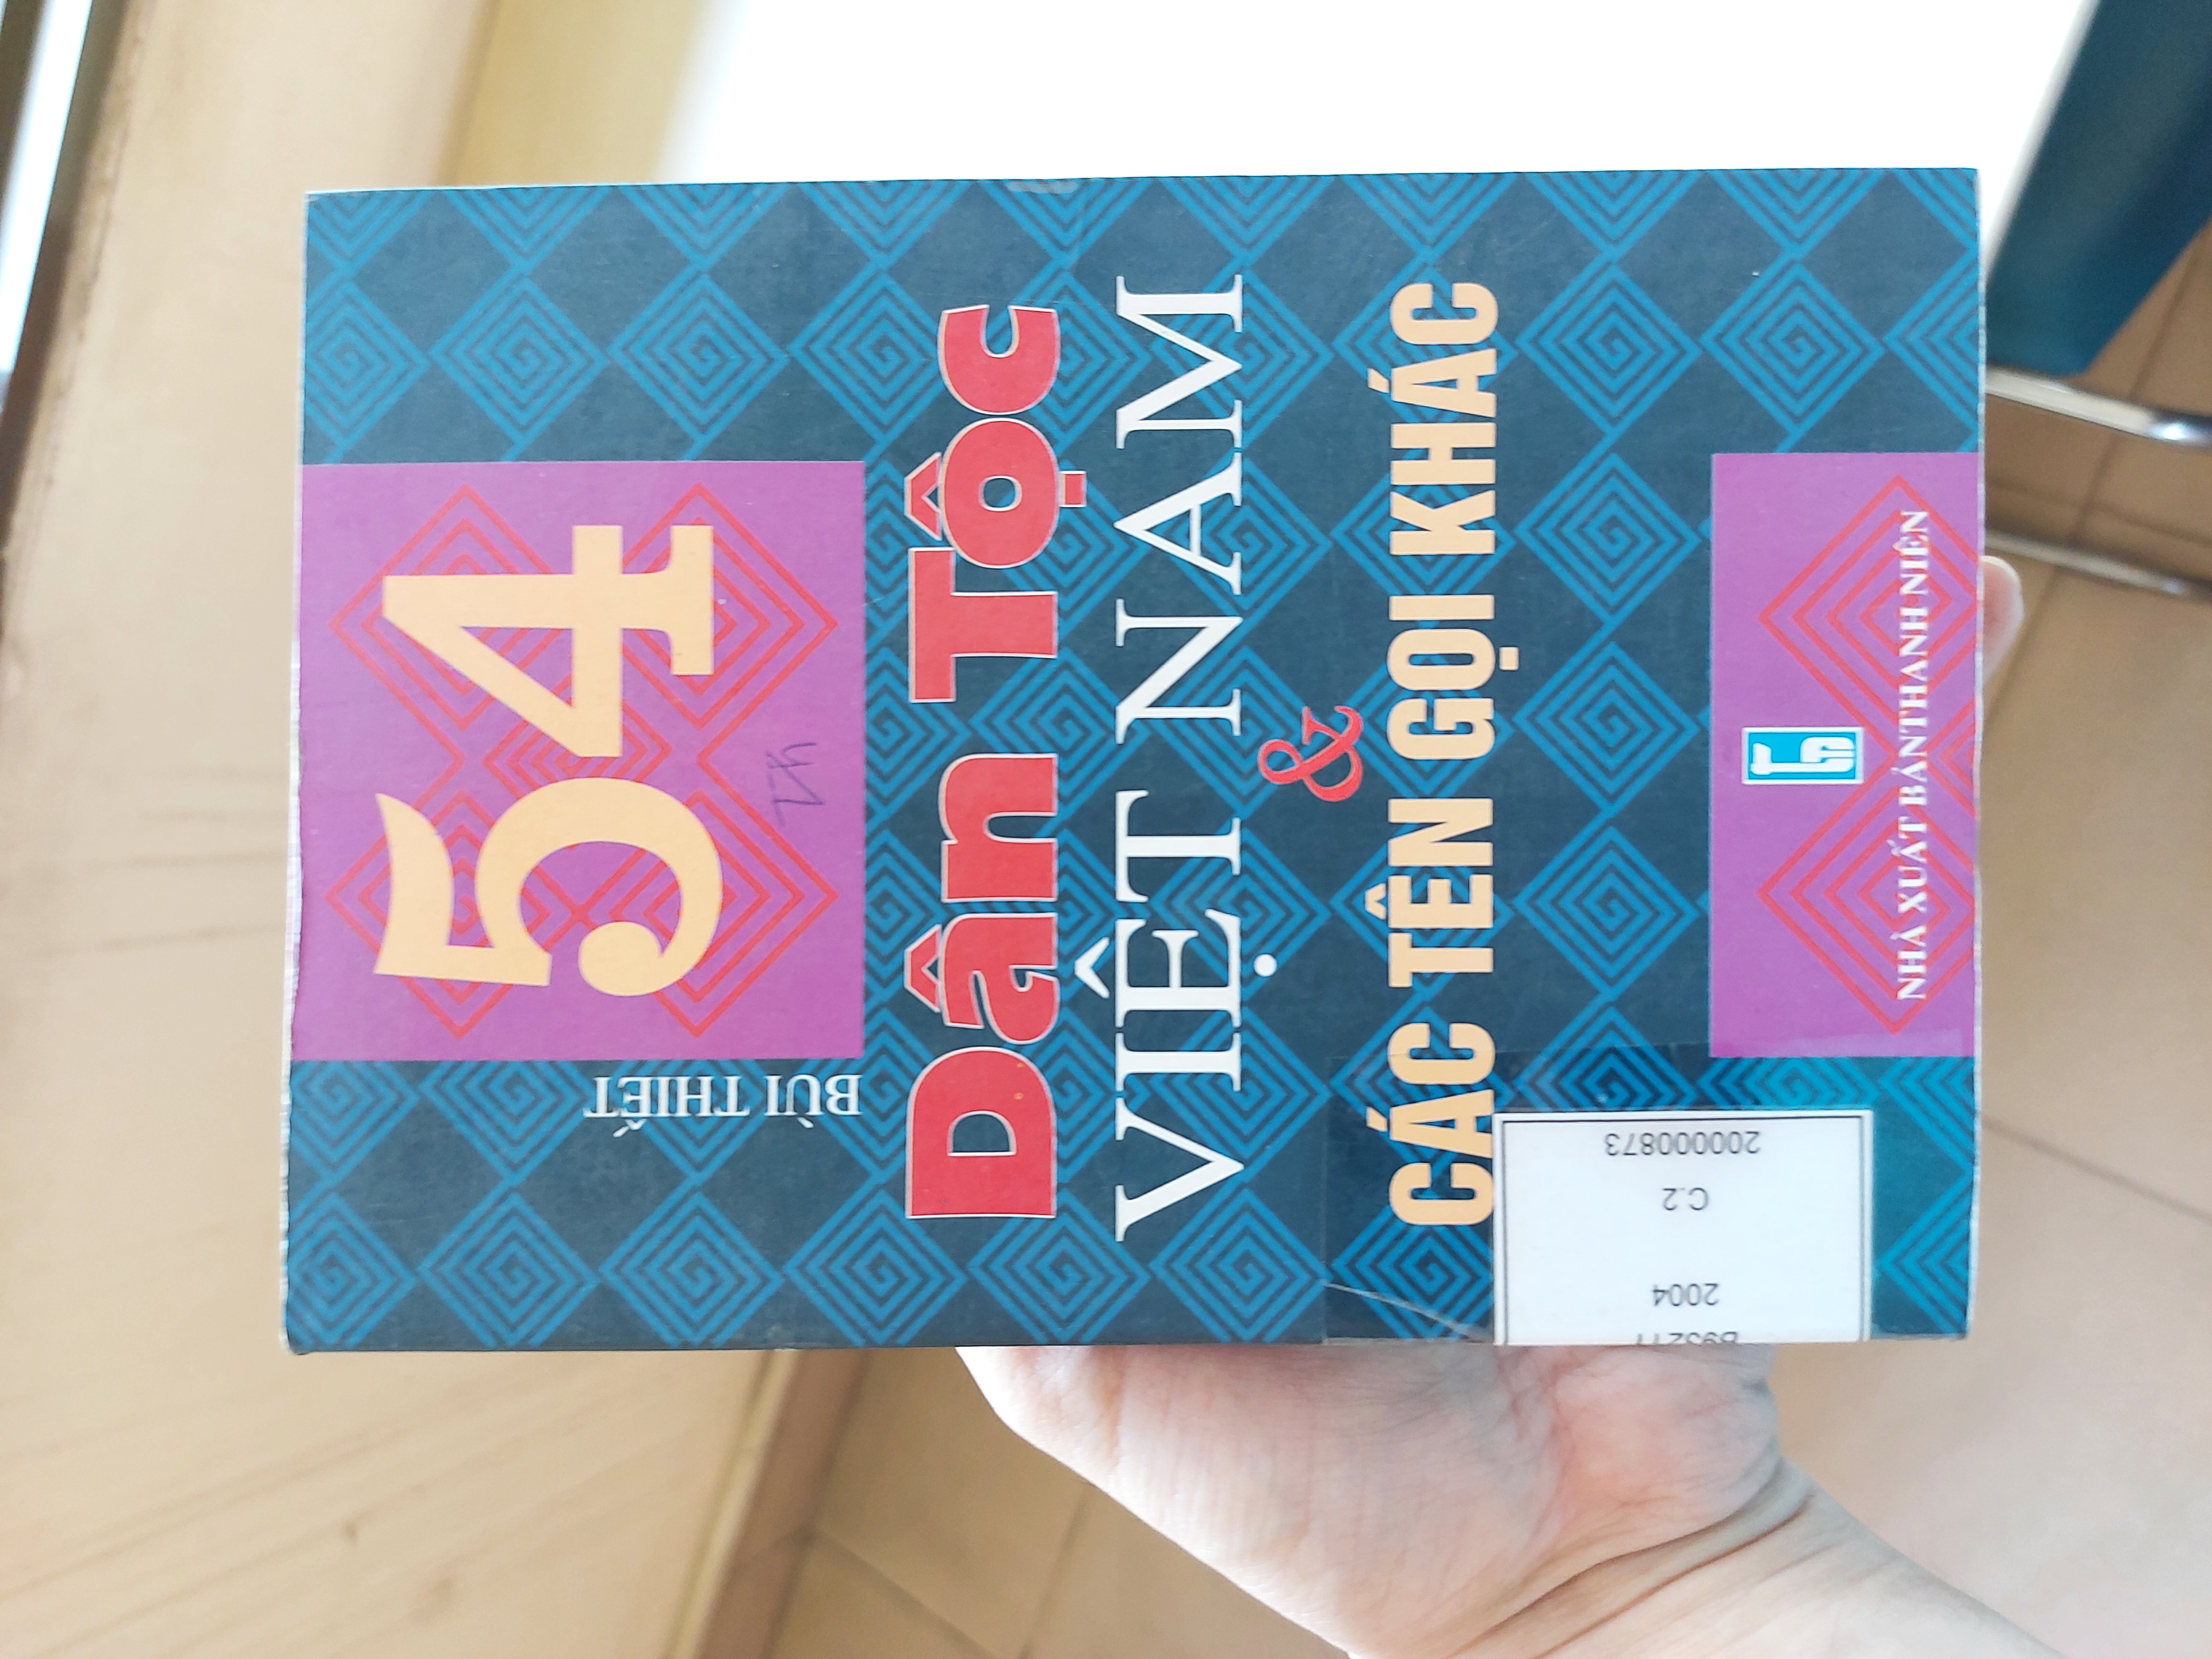 BÙI THIẾT
54
Dân Tộc
VIỆT NAM
&
CÁC TÊN GỌI KHÁC
2004
C.2
200000873
NHÀ XUẤT BẢNTHANH NIÊN